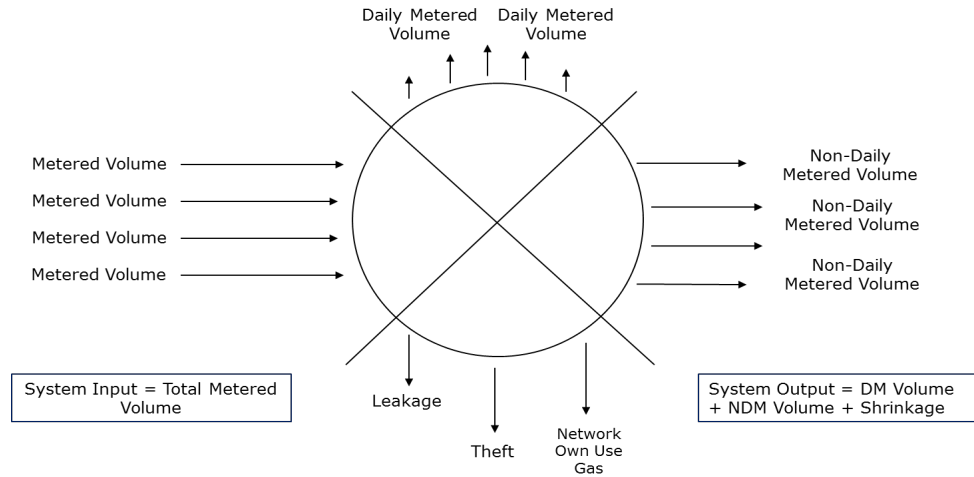 Daily Metered
Volume
Daily Metered
Volume
Metered Volume
Metered Volume
Metered Volume
Metered Volume
Non-Daily
Metered Volume
Non-Daily
Metered Volume
Non-Daily
Metered Volume
System Input = Total Metered
Volume
Leakage
Theft
Network
Own Use
Gas
System Output = DM Volume
+ NDM Volume + Shrinkage